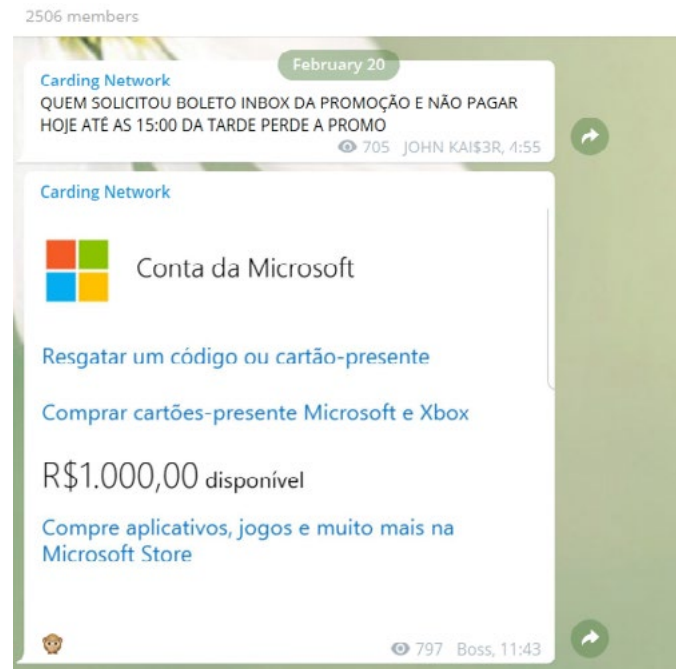 2506 members
February 20
Carding Network
QUEM SOLICITOU BOLETO INBOX DA PROMOÇÃO E NÃO PAGAR
HOJE ATÉ AS 15:00 DA TARDE PERDE A PROMO
705 JOHN KAI$3R, 4:55
Carding Network
Conta da Microsoft
Resgatar um código ou cartão-presente
Comprar cartões-presente Microsoft e Xbox
R$1.000,00 disponível
Compre aplicativos, jogos e muito mais na
Microsoft Store
797 Boss, 11:43